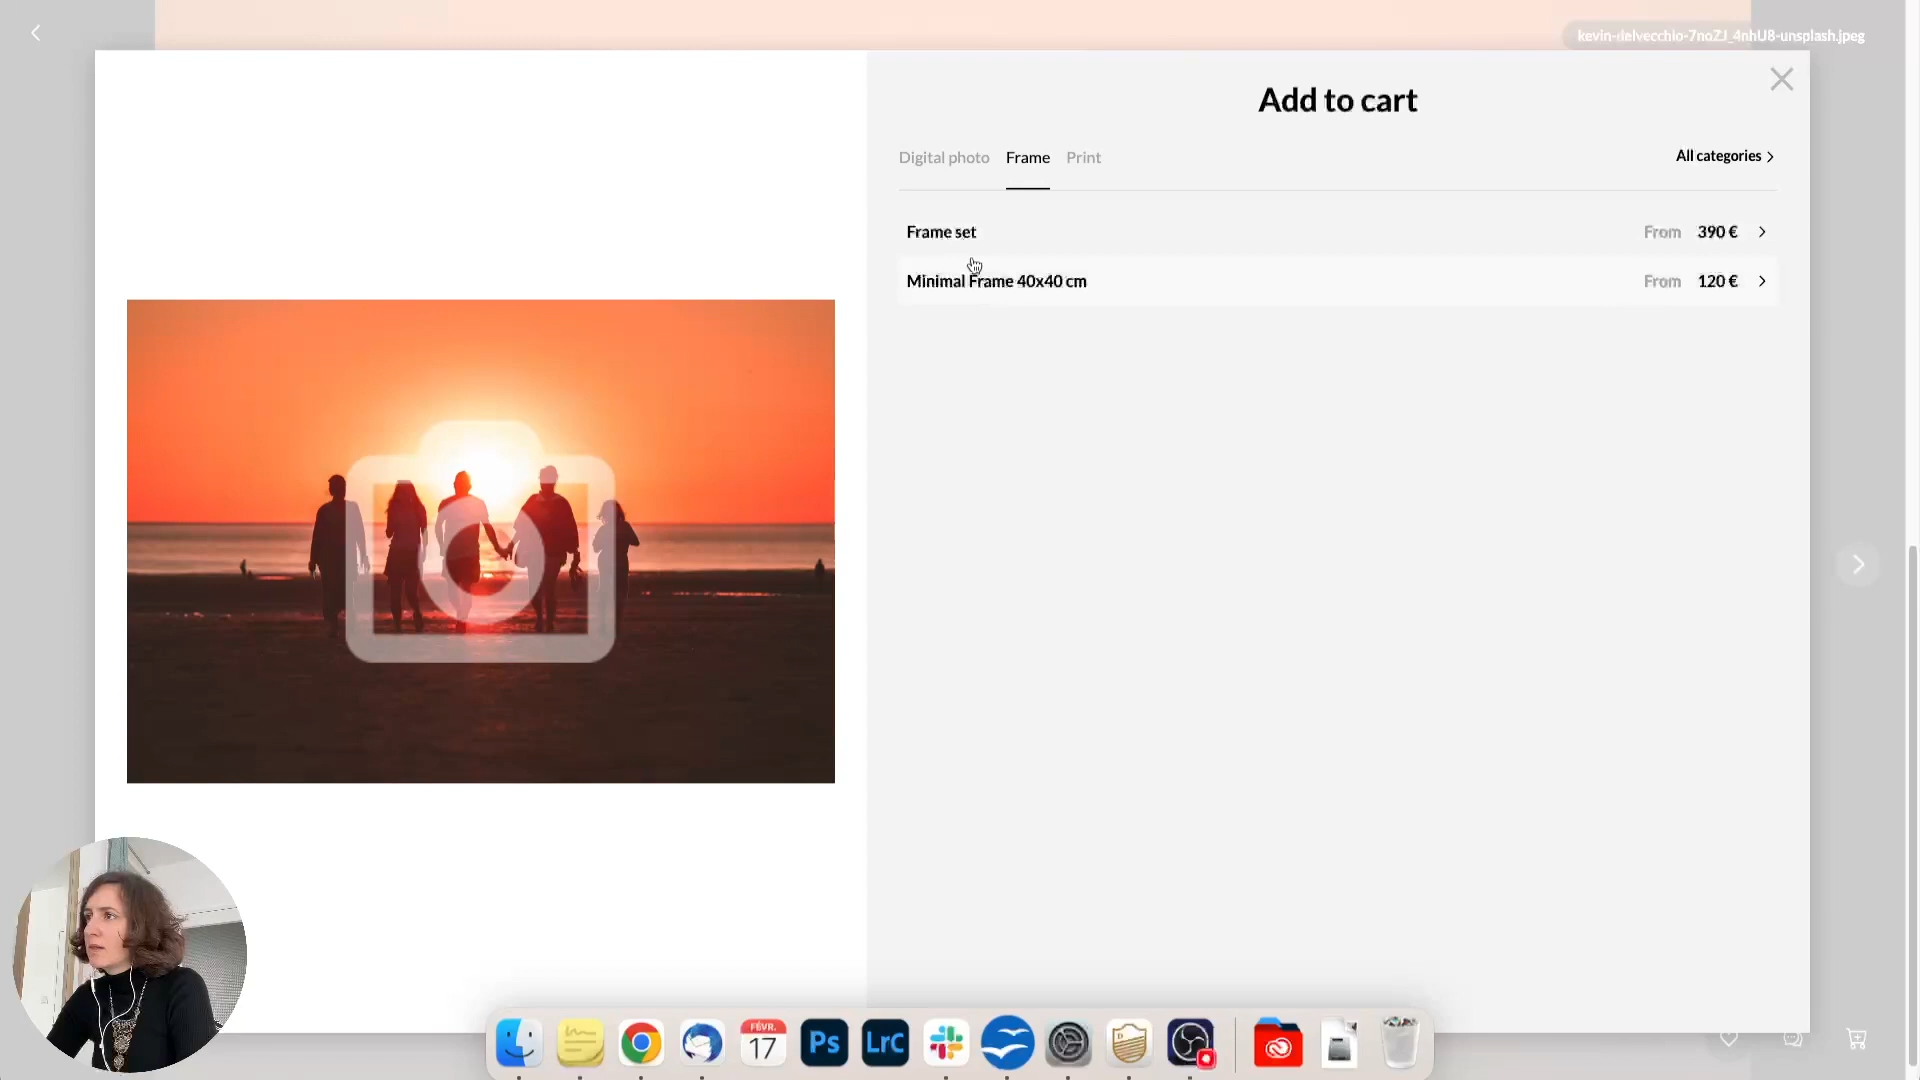 kevin-delvecchio-7noZJ_4nhU8-unsplash.jpeg
Add to cart
Digital photo Frame Print
All categories
Frame set From 390 €
Minimal Frame 40x40 cm From 120 €
FÉVR.
17
Ps
LrC